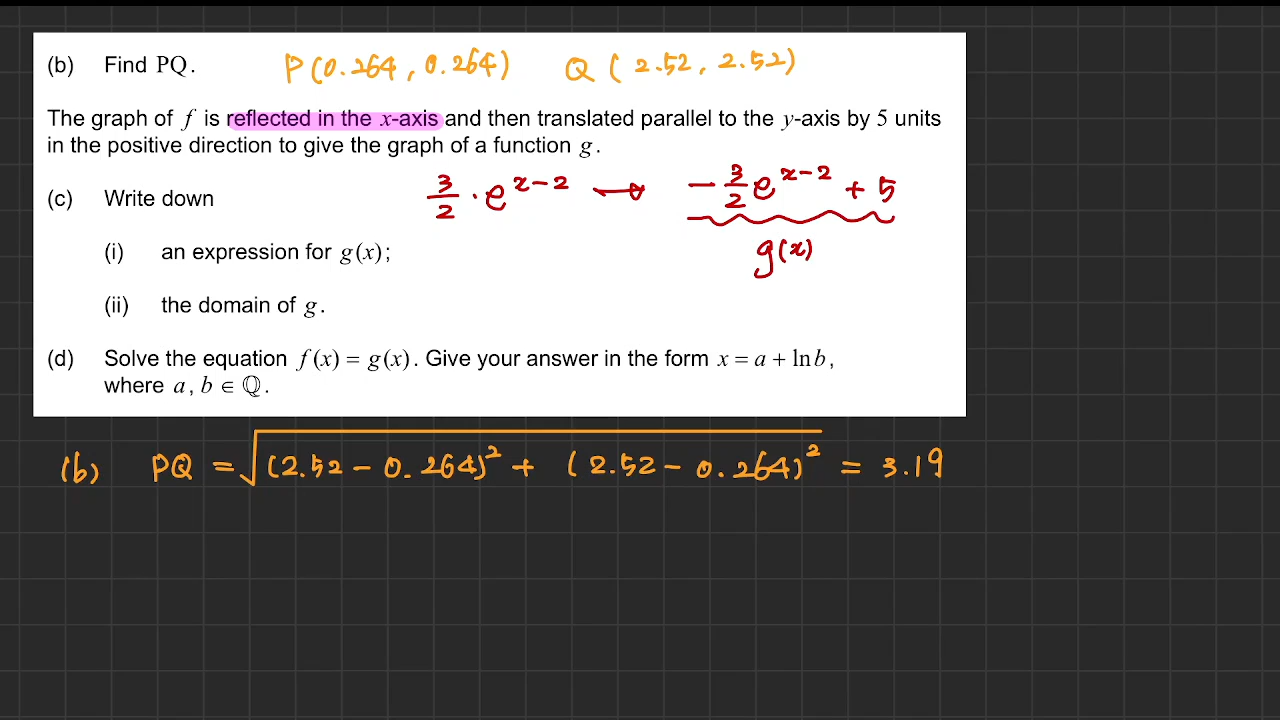 (b) Find PQ. P(0.264, 0.264) Q(2.52, 2.52)
The graph of f is reflected in the x-axis and then translated parallel to the y-axis by 5 units
in the positive direction to give the graph of a function g.
(c) Write down 3/2 · e^(x-2) → -3/2 e^(x-2) + 5
g(x)
(i) an expression for g(x);
(ii) the domain of g.
(d) Solve the equation f(x) = g(x). Give your answer in the form x = a + ln b,
where a, b ∈ ℚ.
(b) PQ = √((2.52 - 0.264)² + (2.52 - 0.264)²) = 3.19